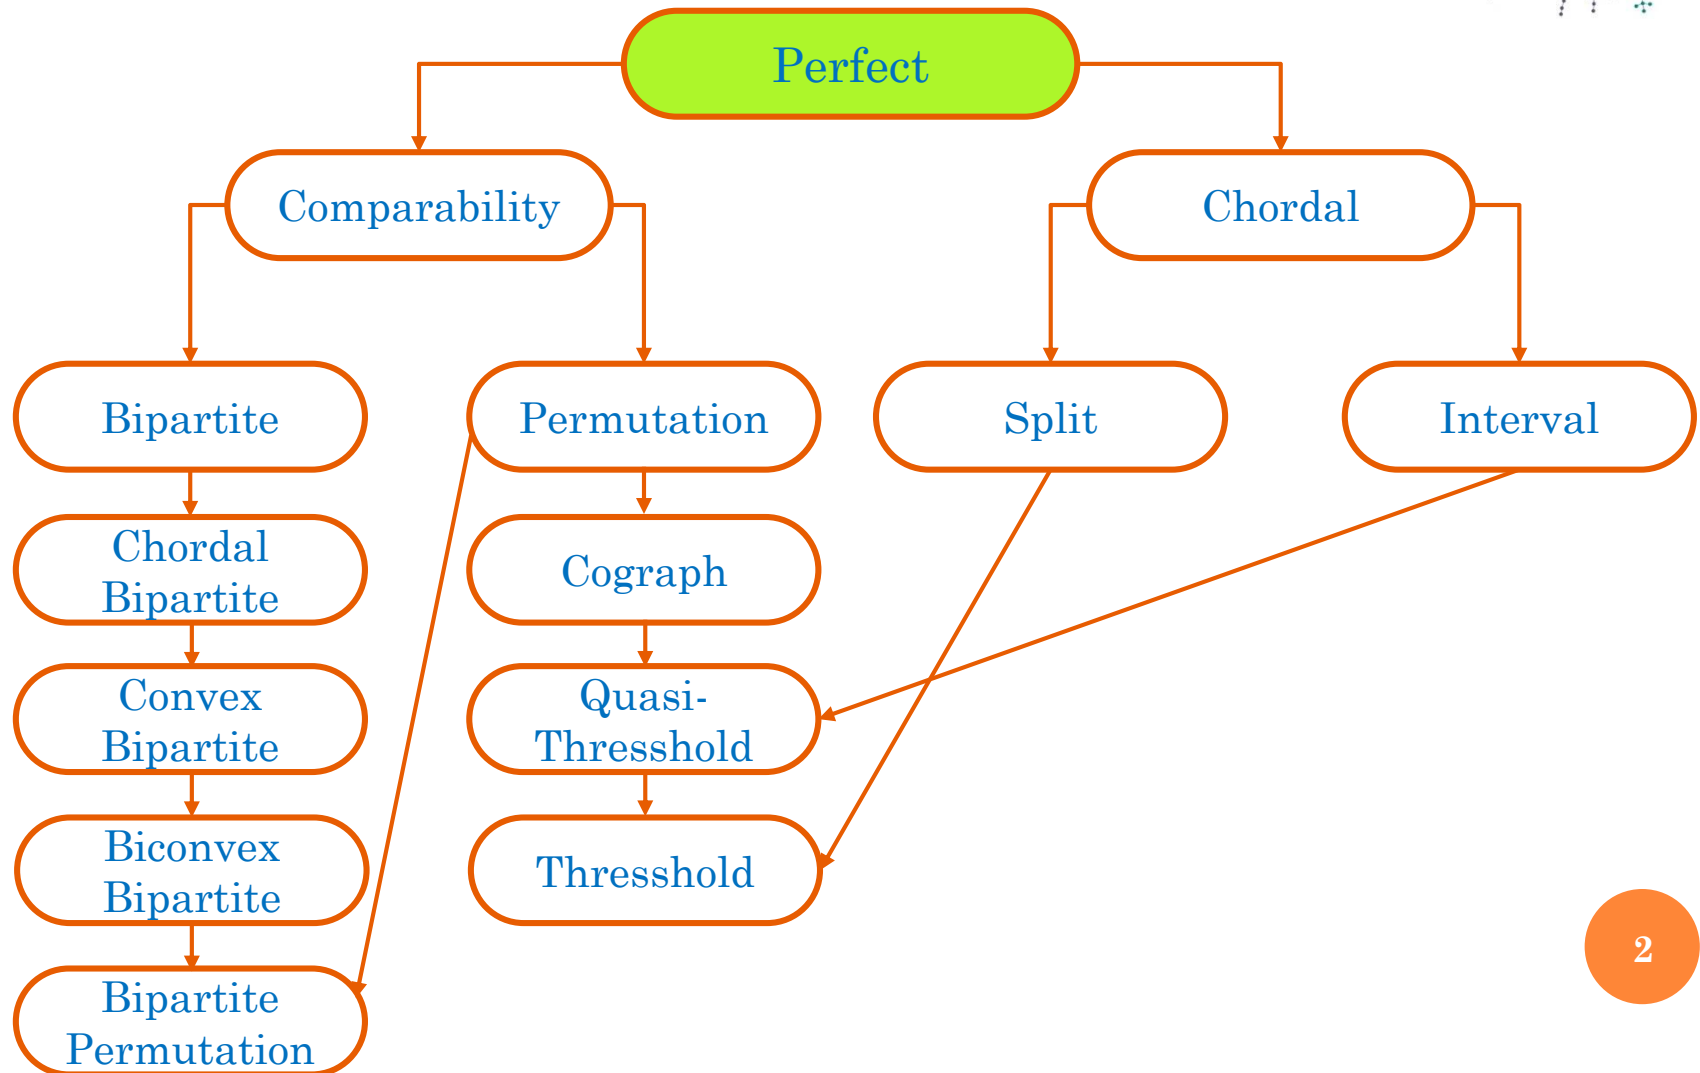 Perfect
Comparability
Chordal
Bipartite
Permutation
Split
Interval
Chordal
Bipartite
Cograph
Convex
Bipartite
Quasi-
Thresshold
Biconvex
Bipartite
Thresshold
2
Bipartite
Permutation